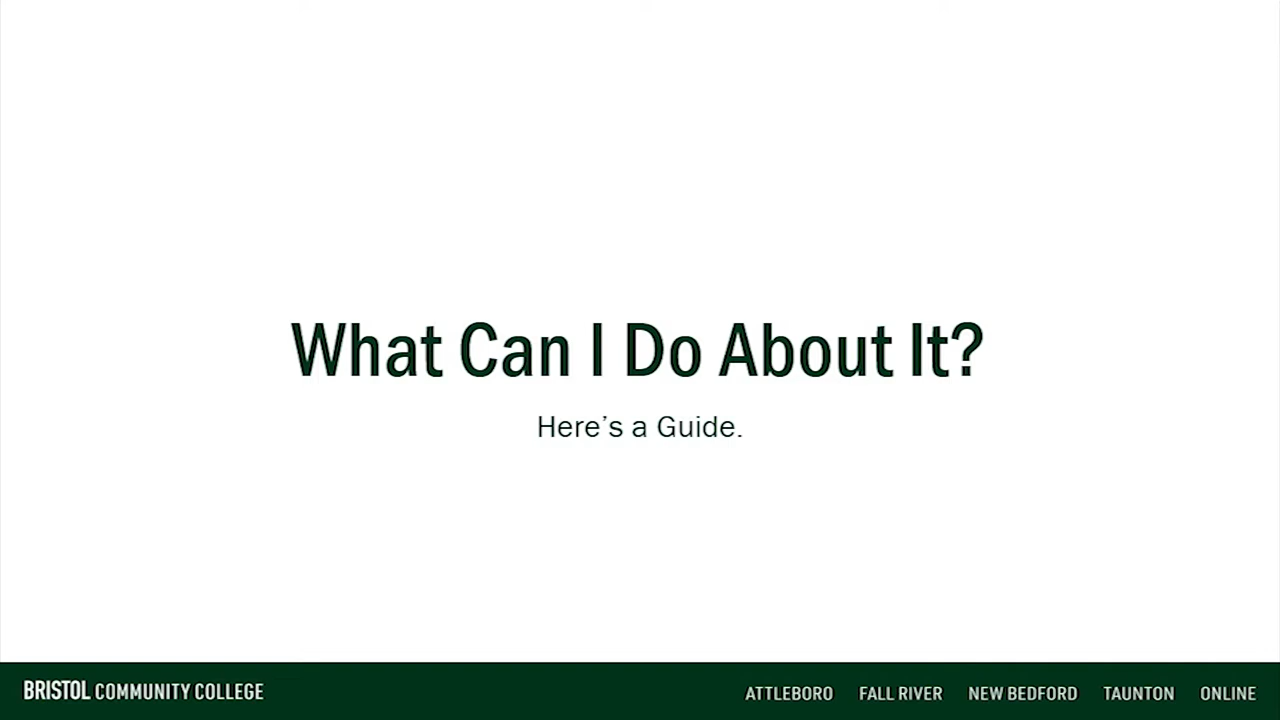 What Can I Do About It?
Here’s a Guide.
BRISTOL COMMUNITY COLLEGE
ATTLEBORO FALL RIVER NEW BEDFORD TAUNTON ONLINE